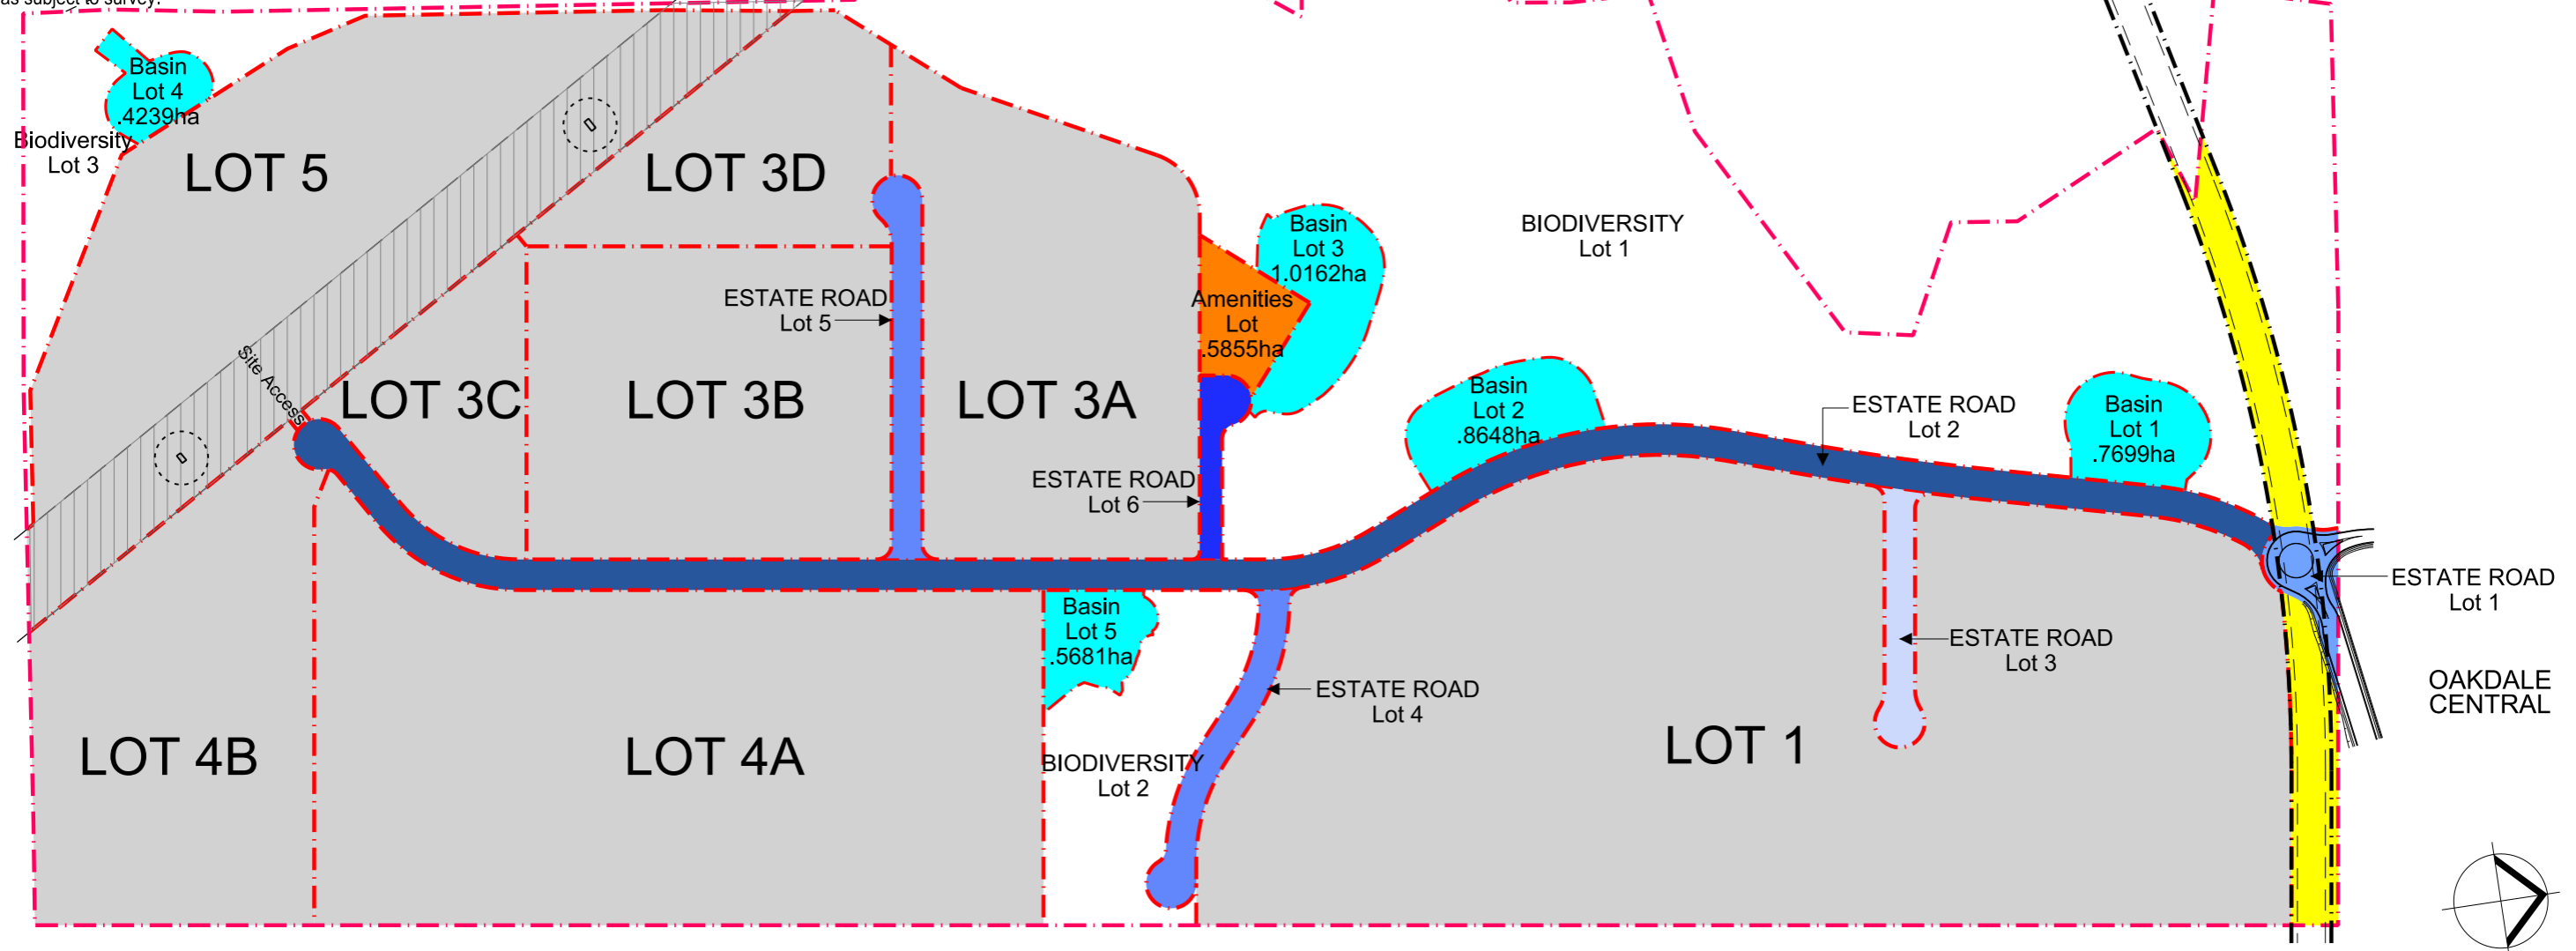 as subject to survey.
Basin
Lot 4
.4239ha
Biodiversity
Lot 3
LOT 5
LOT 3D
BIODIVERSITY
Lot 1
Basin
Lot 3
1.0162ha
ESTATE ROAD
Lot 5
Amenities
Lot
.5855ha
Site Access
LOT 3C
LOT 3B
LOT 3A
Basin
Lot 2
.8648ha
ESTATE ROAD
Lot 2
Basin
Lot 1
.7699ha
ESTATE ROAD
Lot 6
ESTATE ROAD
Lot 1
Basin
Lot 5
.5681ha
ESTATE ROAD
Lot 3
ESTATE ROAD
Lot 4
OAKDALE
CENTRAL
LOT 4B
LOT 4A
BIODIVERSITY
Lot 2
LOT 1